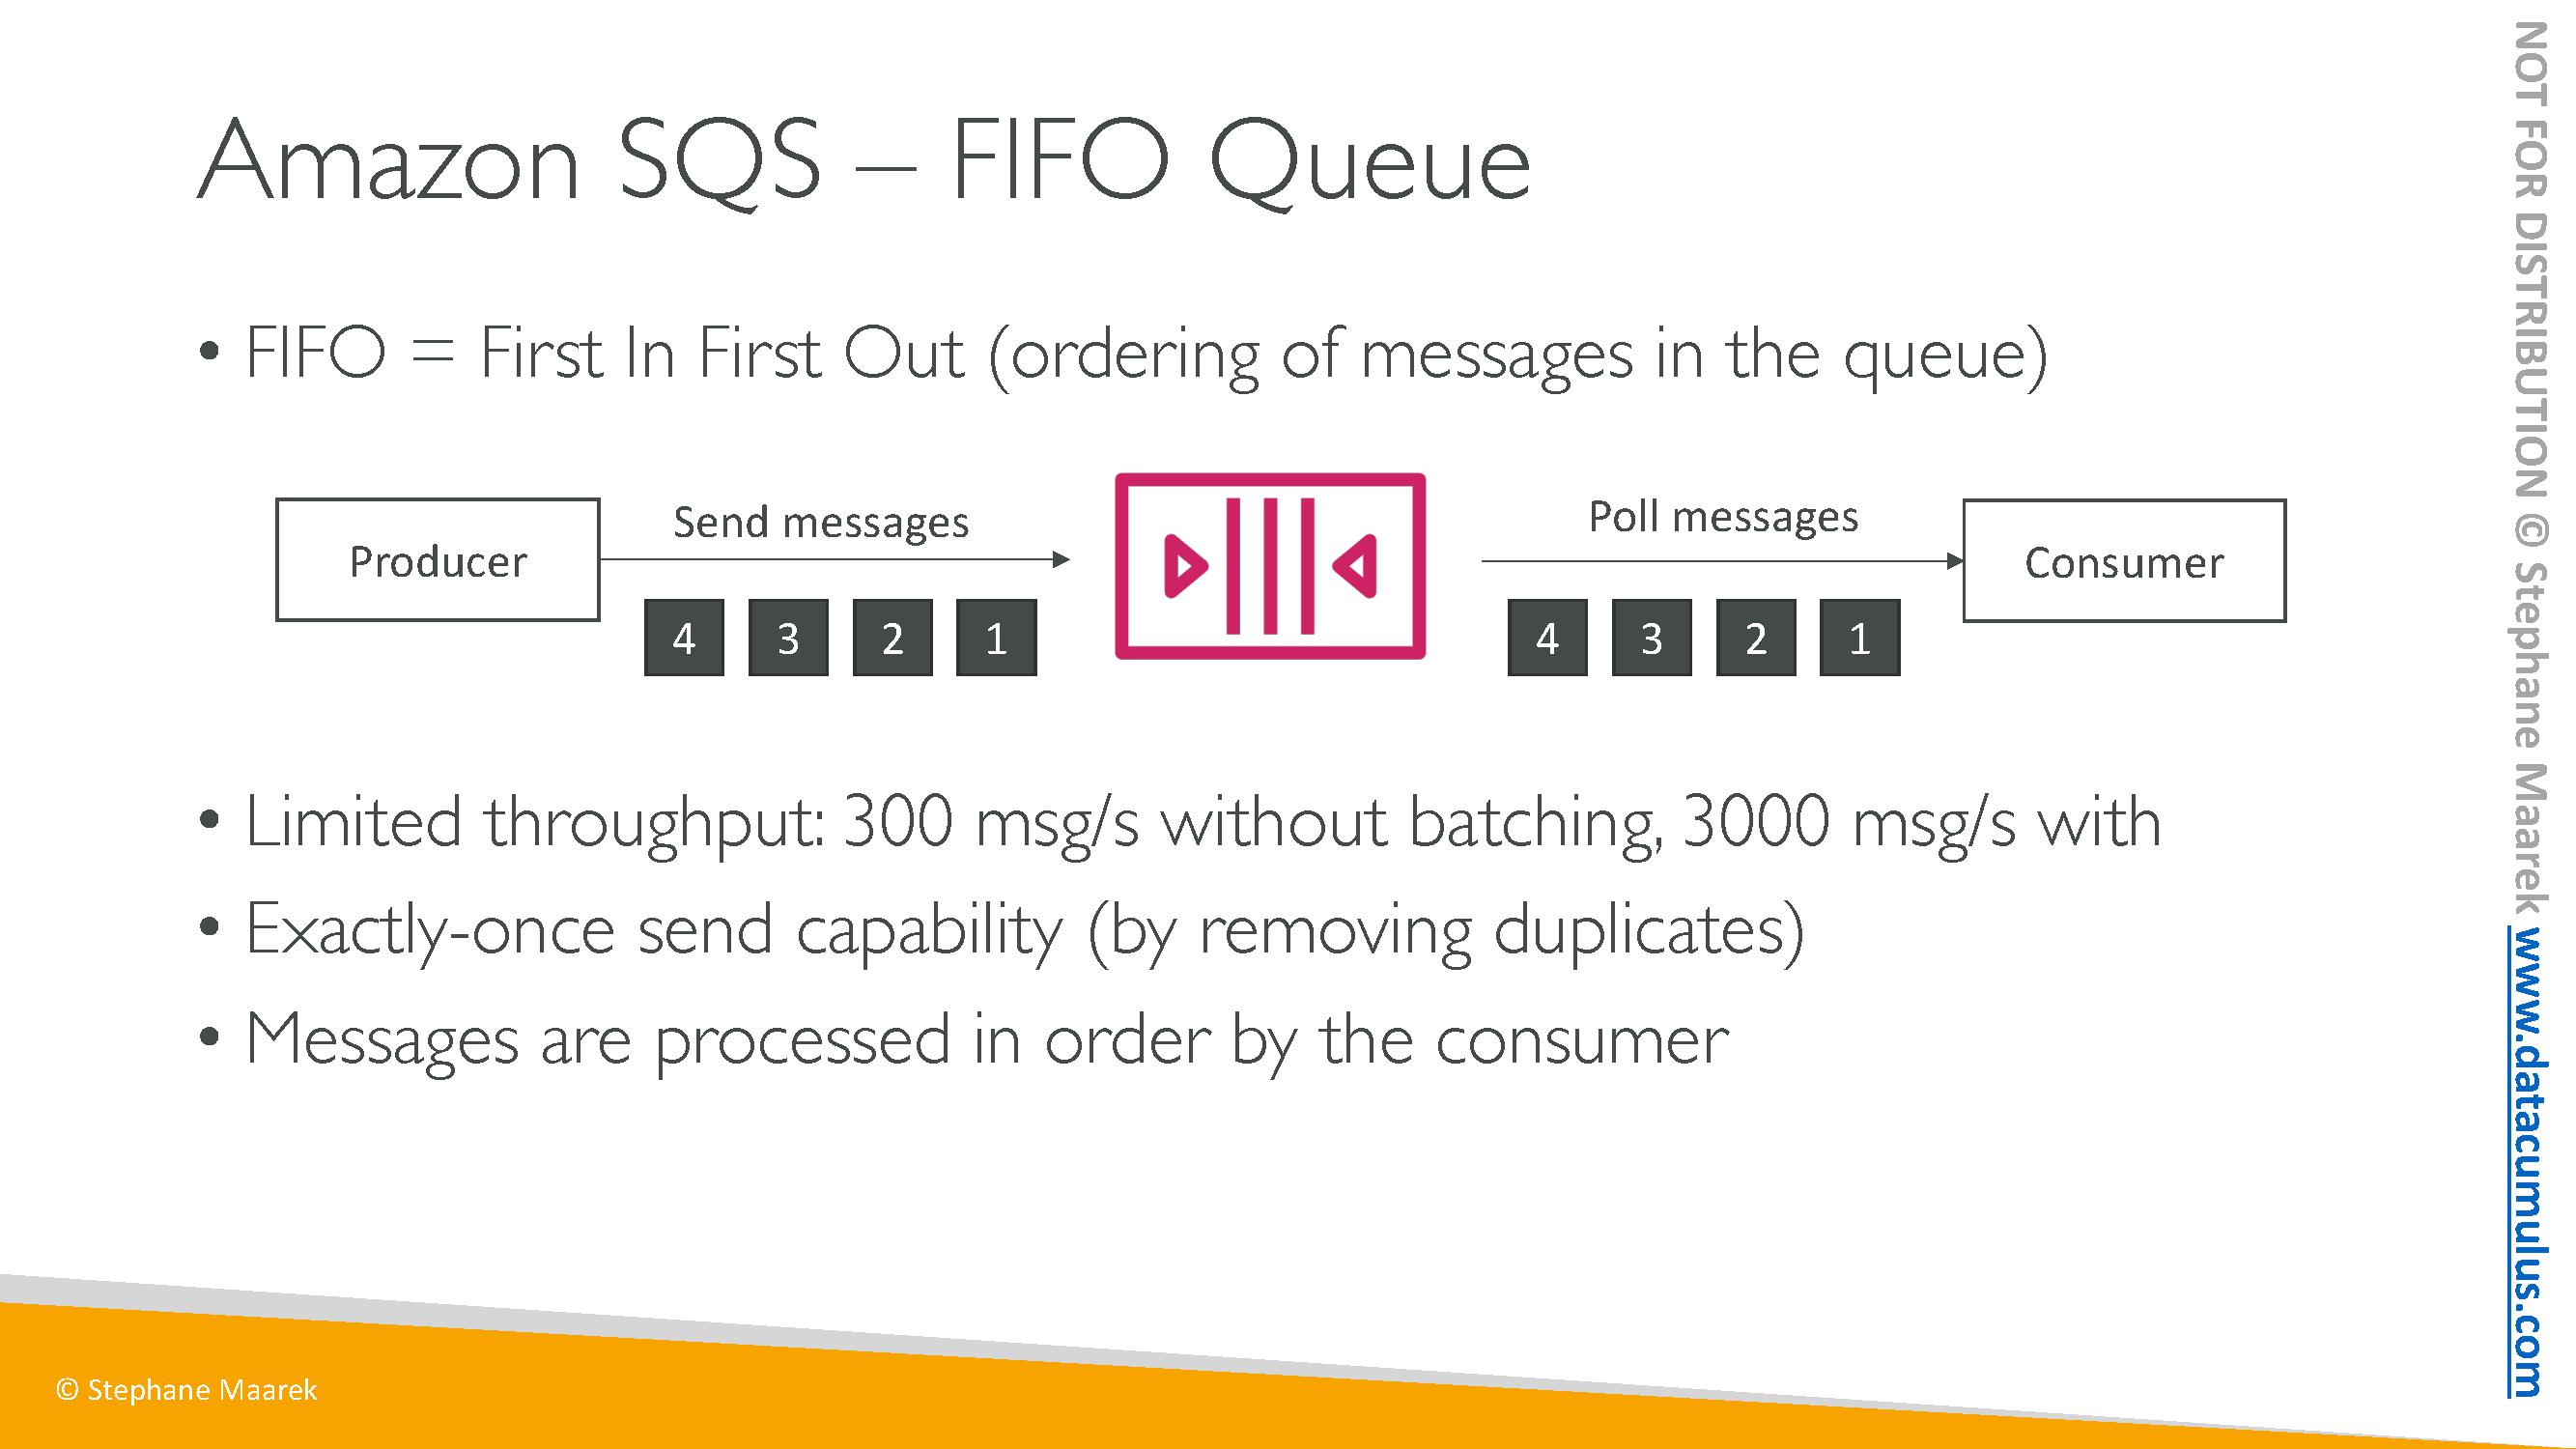 Amazon SQS – FIFO Queue
• FIFO = First In First Out (ordering of messages in the queue)
Producer
Send messages
4 3 2 1
Poll messages
4 3 2 1
Consumer
• Limited throughput: 300 msg/s without batching, 3000 msg/s with
• Exactly-once send capability (by removing duplicates)
• Messages are processed in order by the consumer
© Stephane Maarek
NOT FOR DISTRIBUTION © Stephane Maarek www.datacumulus.com